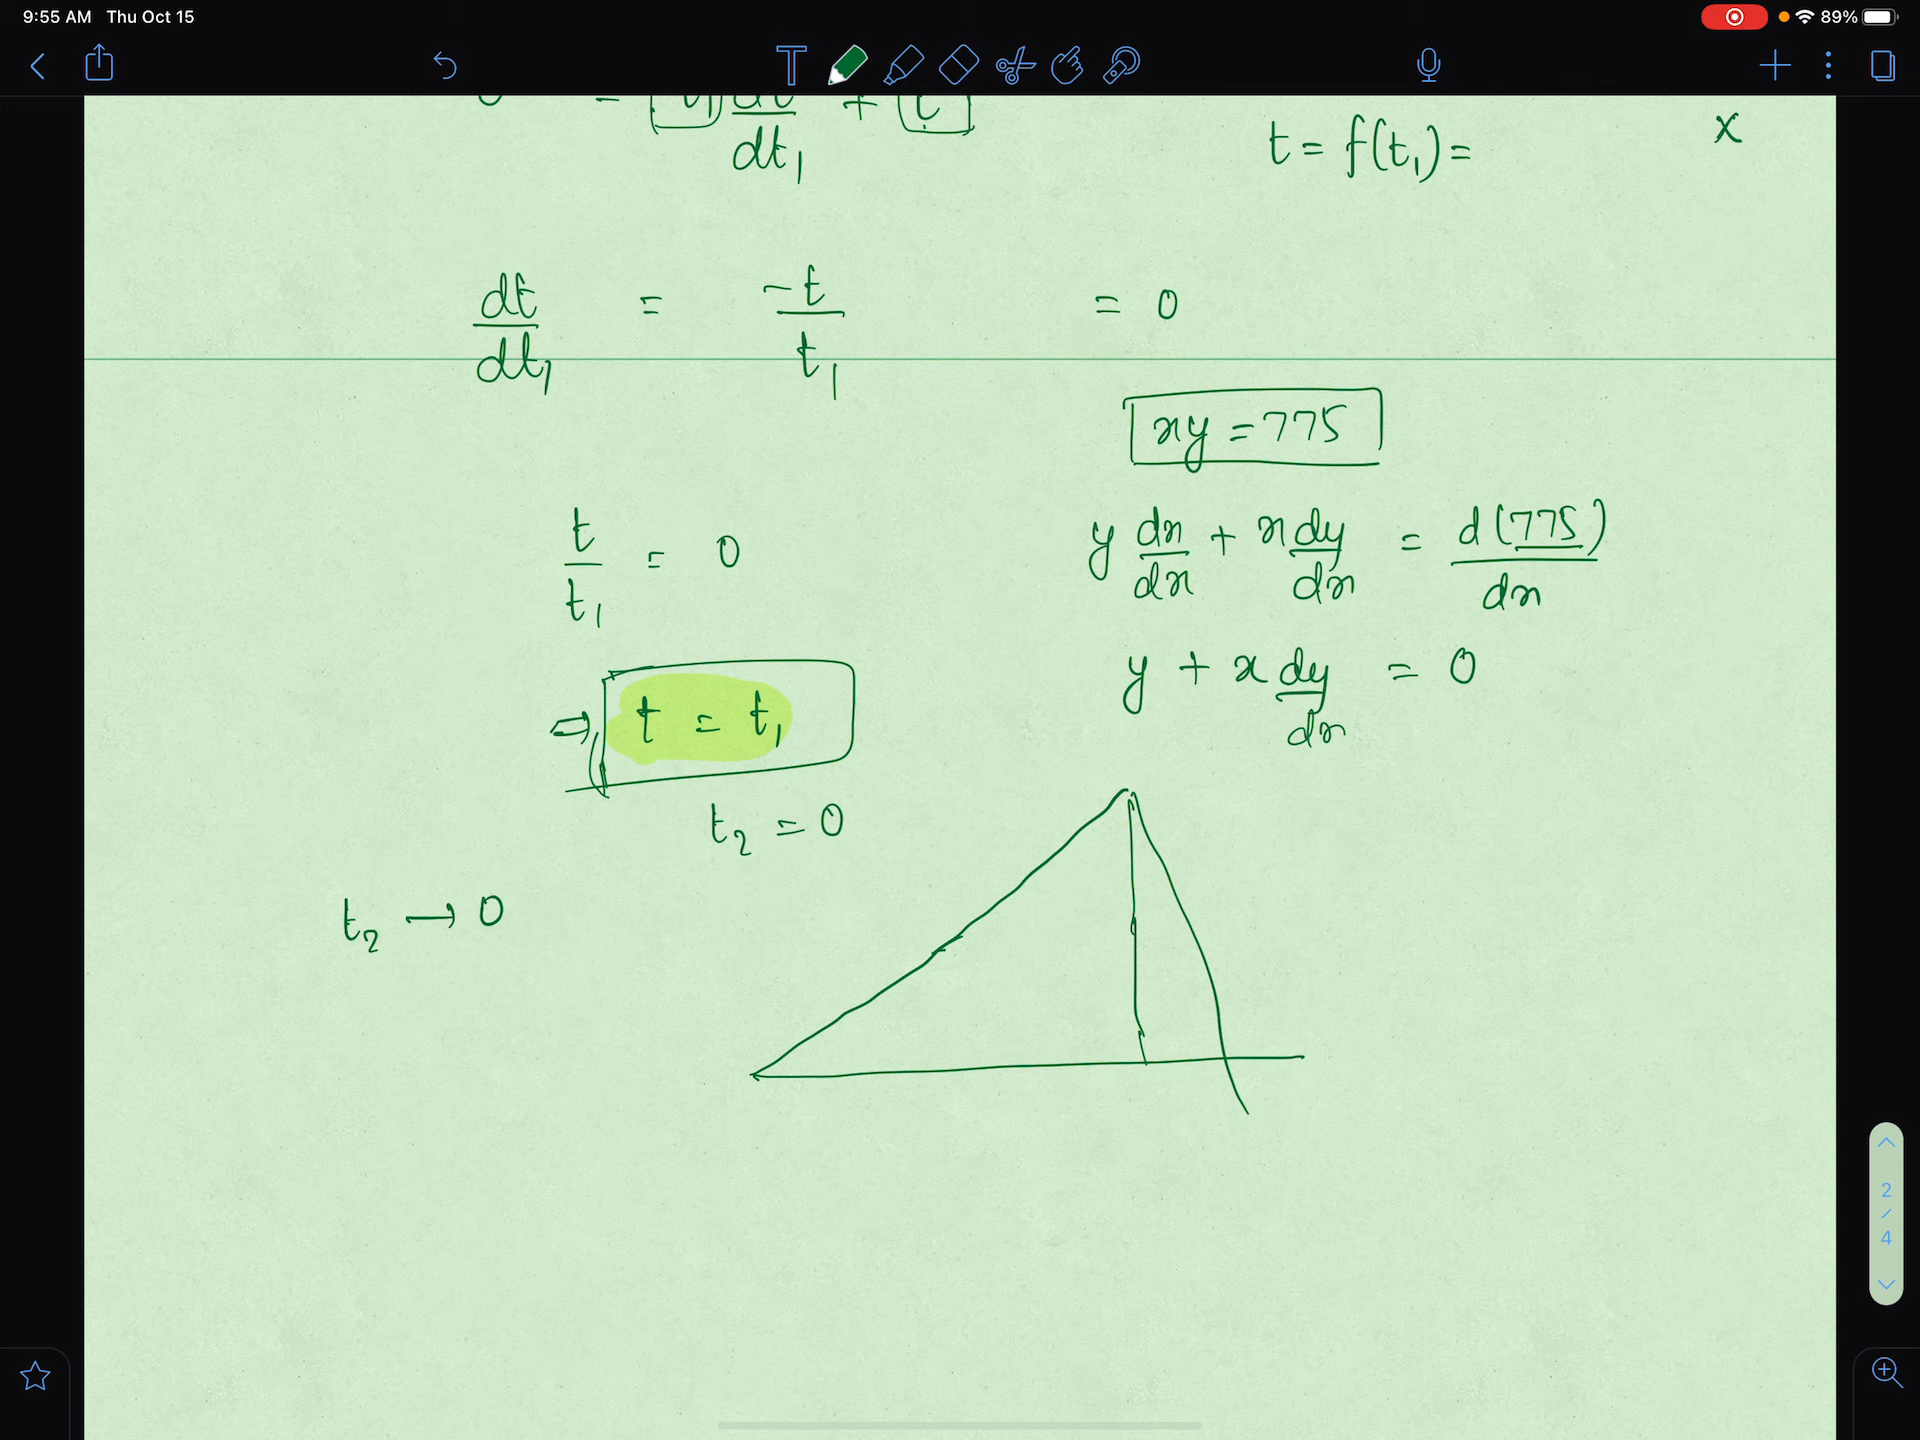 9:55 AM Thu Oct 15
89%
dt₁
t = f(t₁) =
x
dt/dt₁ = -t/t₁ = 0
xy = 775
t/t₁ = 0
y dx/dx + x dy/dx = d(775)/dx
⇒ t = t₁
y + x dy/dx = 0
t₂ = 0
t₂ → 0
2
/
4